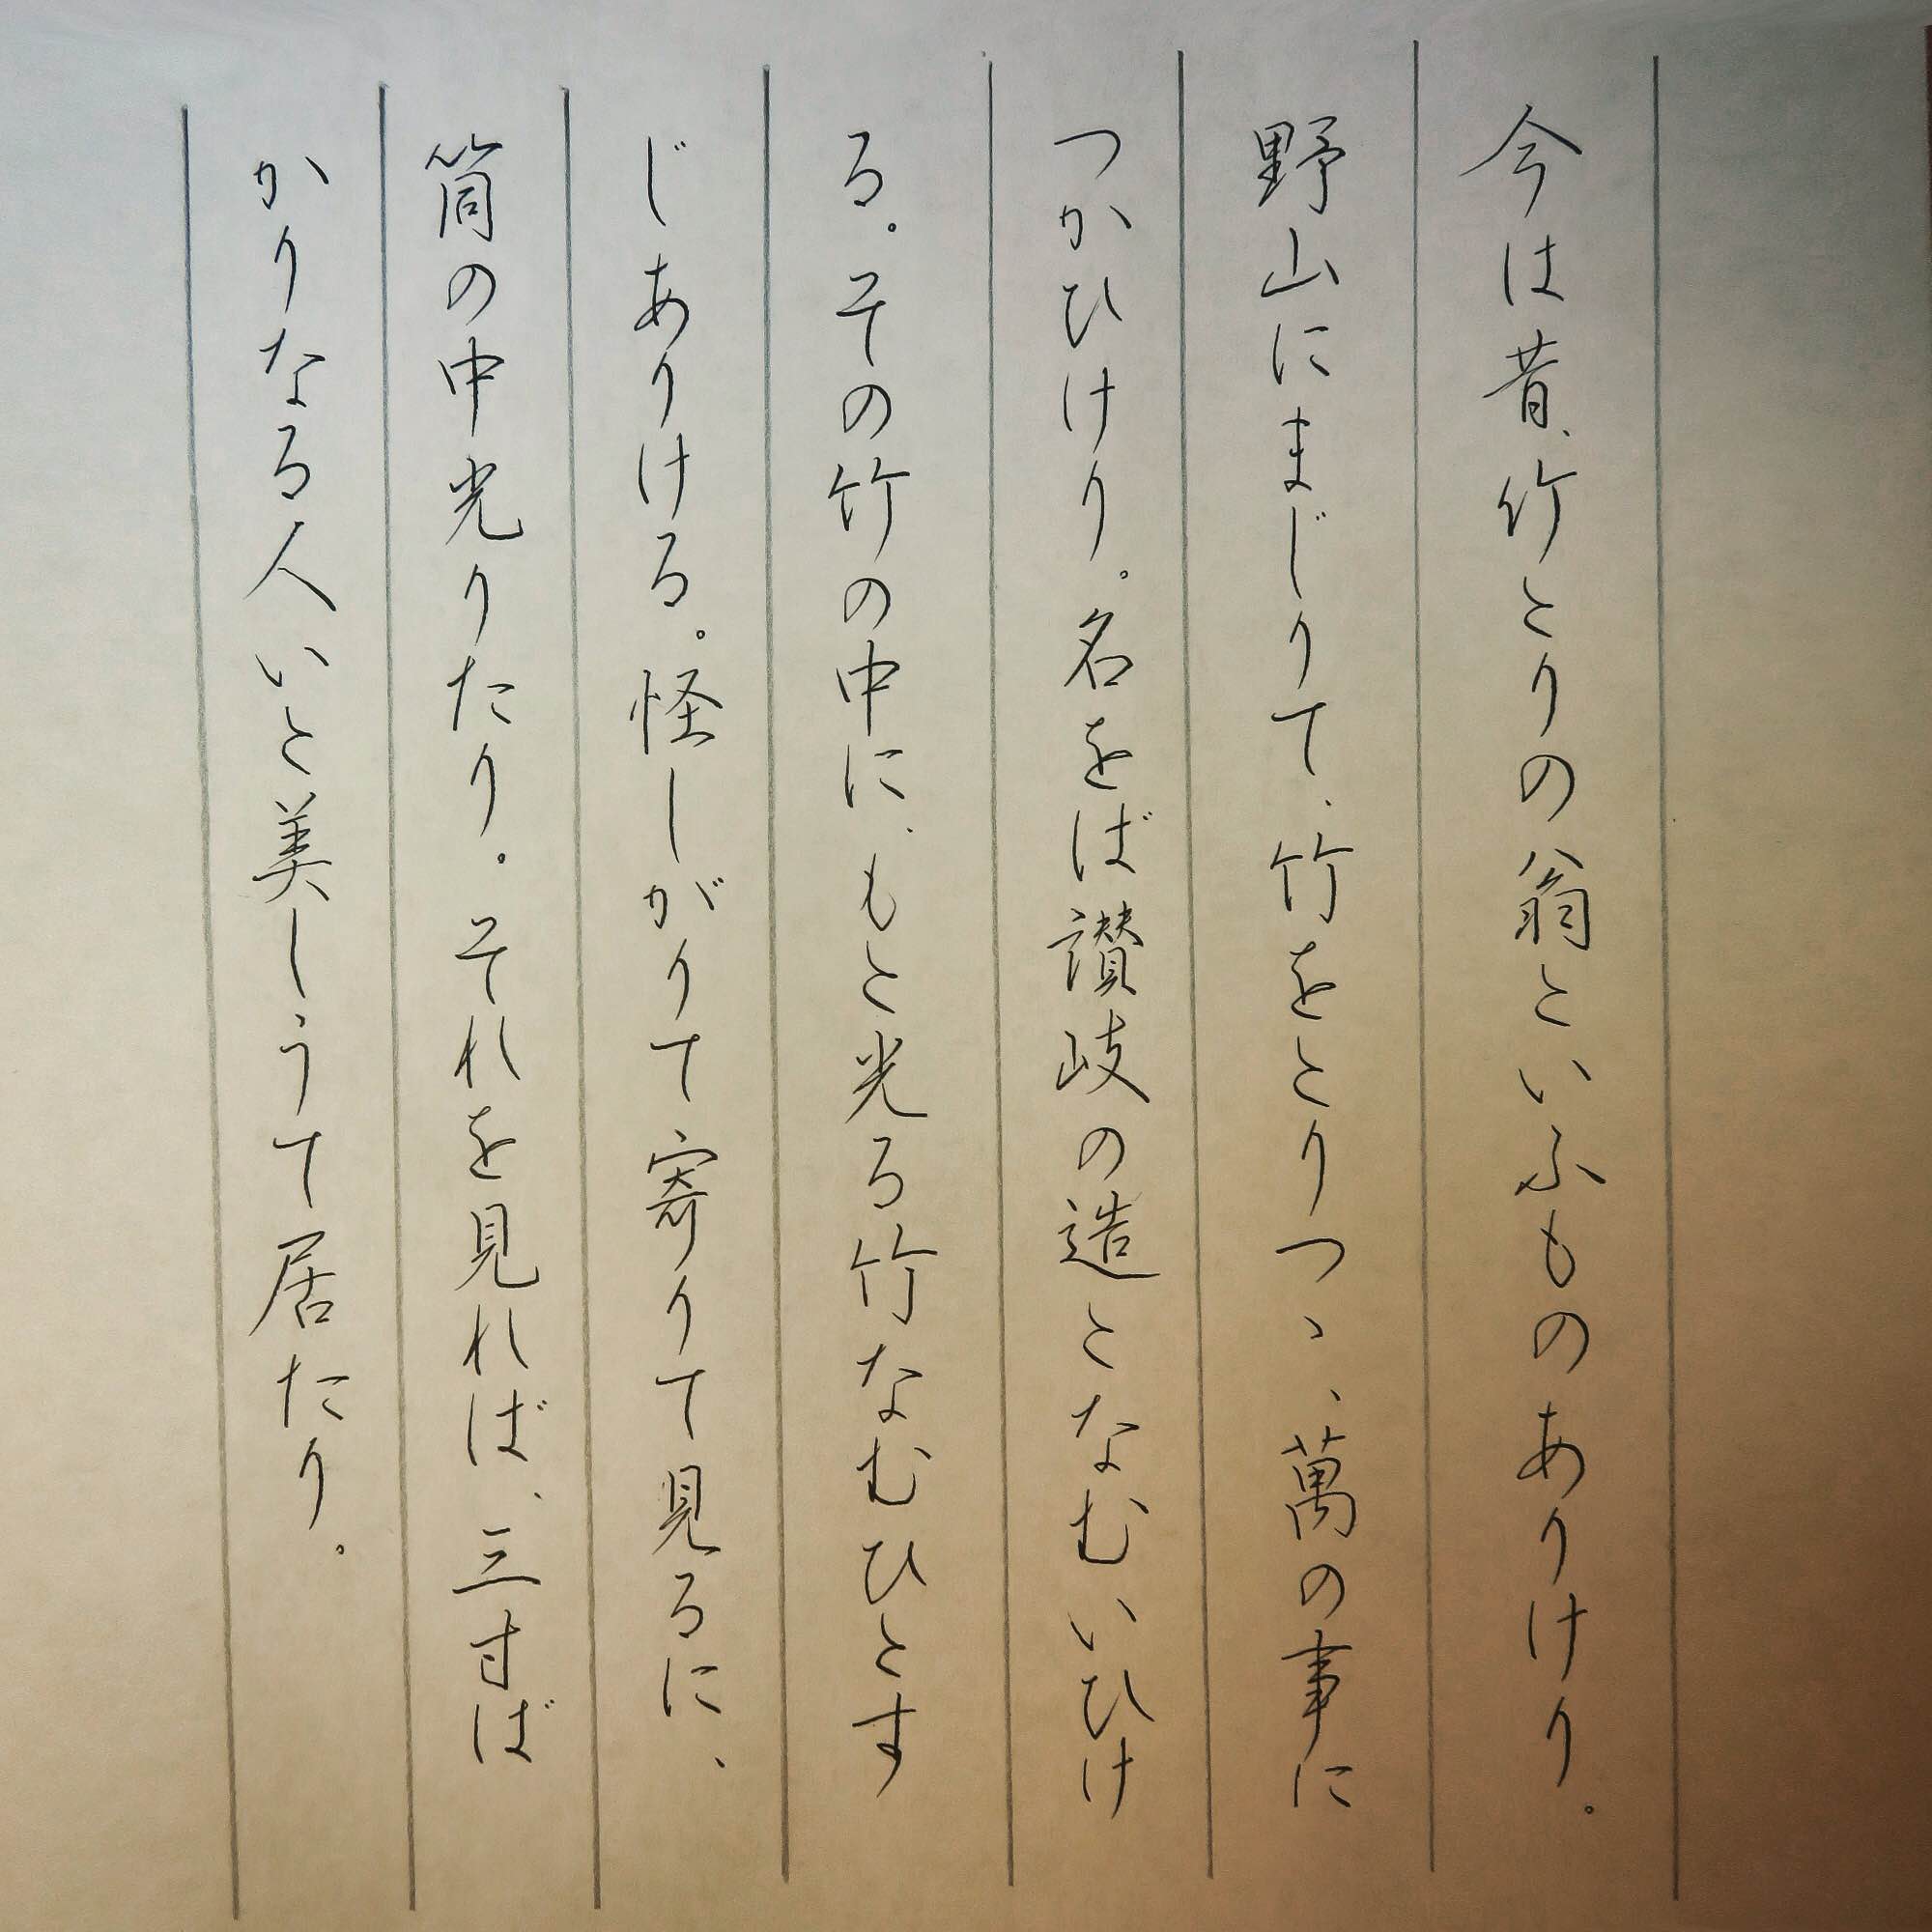 今は昔、竹とりの翁といふものありけり。
野山にまじりて、竹をとりつゝ、萬の事に
つかひけり。名をば讃岐の造となむいひけ
る。その竹の中に、もと光る竹なむひとす
じありける。怪しがりて寄りて見るに、
筒の中光りたり。それを見れば、三寸ば
かりなる人いと美しうて居たり。